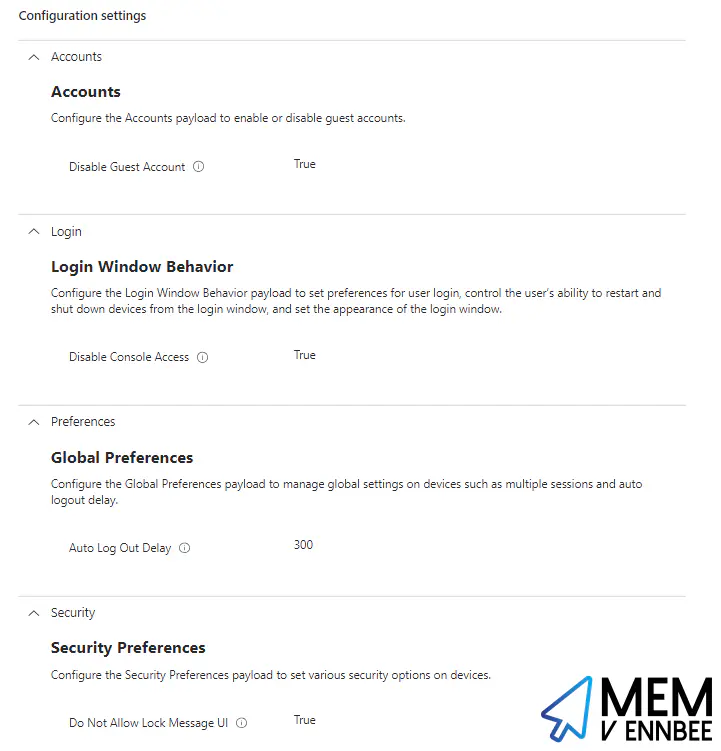 Configuration settings
Accounts
Accounts
Configure the Accounts payload to enable or disable guest accounts.
Disable Guest Account True
Login
Login Window Behavior
Configure the Login Window Behavior payload to set preferences for user login, control the user's ability to restart and
shut down devices from the login window, and set the appearance of the login window.
Disable Console Access True
Preferences
Global Preferences
Configure the Global Preferences payload to manage global settings on devices such as multiple sessions and auto
logout delay.
Auto Log Out Delay 300
Security
Security Preferences
Configure the Security Preferences payload to set various security options on devices.
Do Not Allow Lock Message UI True
MEM
V ENNBEE